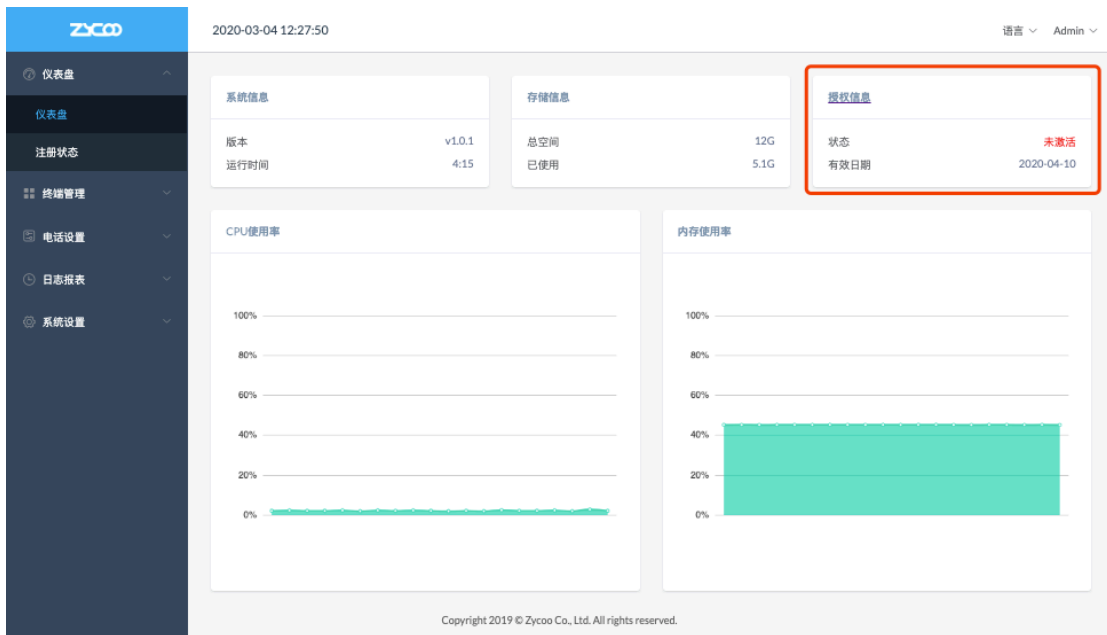 ZYCOO
2020-03-04 12:27:50
语言
Admin
仪表盘
仪表盘
注册状态
终端管理
电话设置
日志报表
系统设置
系统信息
版本 v1.0.1
运行时间 4:15
存储信息
总空间 12G
已使用 5.1G
授权信息
状态 未激活
有效日期 2020-04-10
CPU使用率
100%
80%
60%
40%
20%
0%
内存使用率
100%
80%
60%
40%
20%
0%
Copyright 2019 © Zycoo Co., Ltd. All rights reserved.